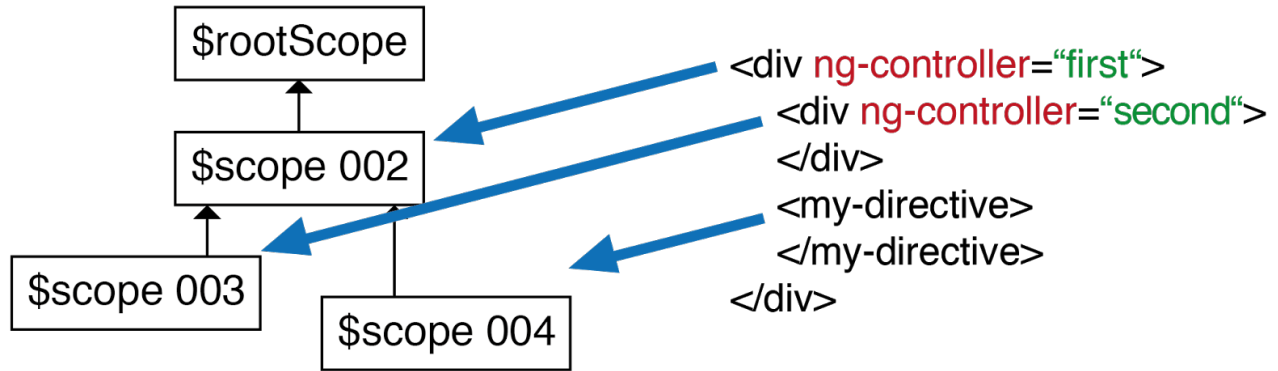 $rootScope
$scope 002
$scope 003
$scope 004
<div ng-controller=“first“>
<div ng-controller=“second“>
</div>
<my-directive>
</my-directive>
</div>